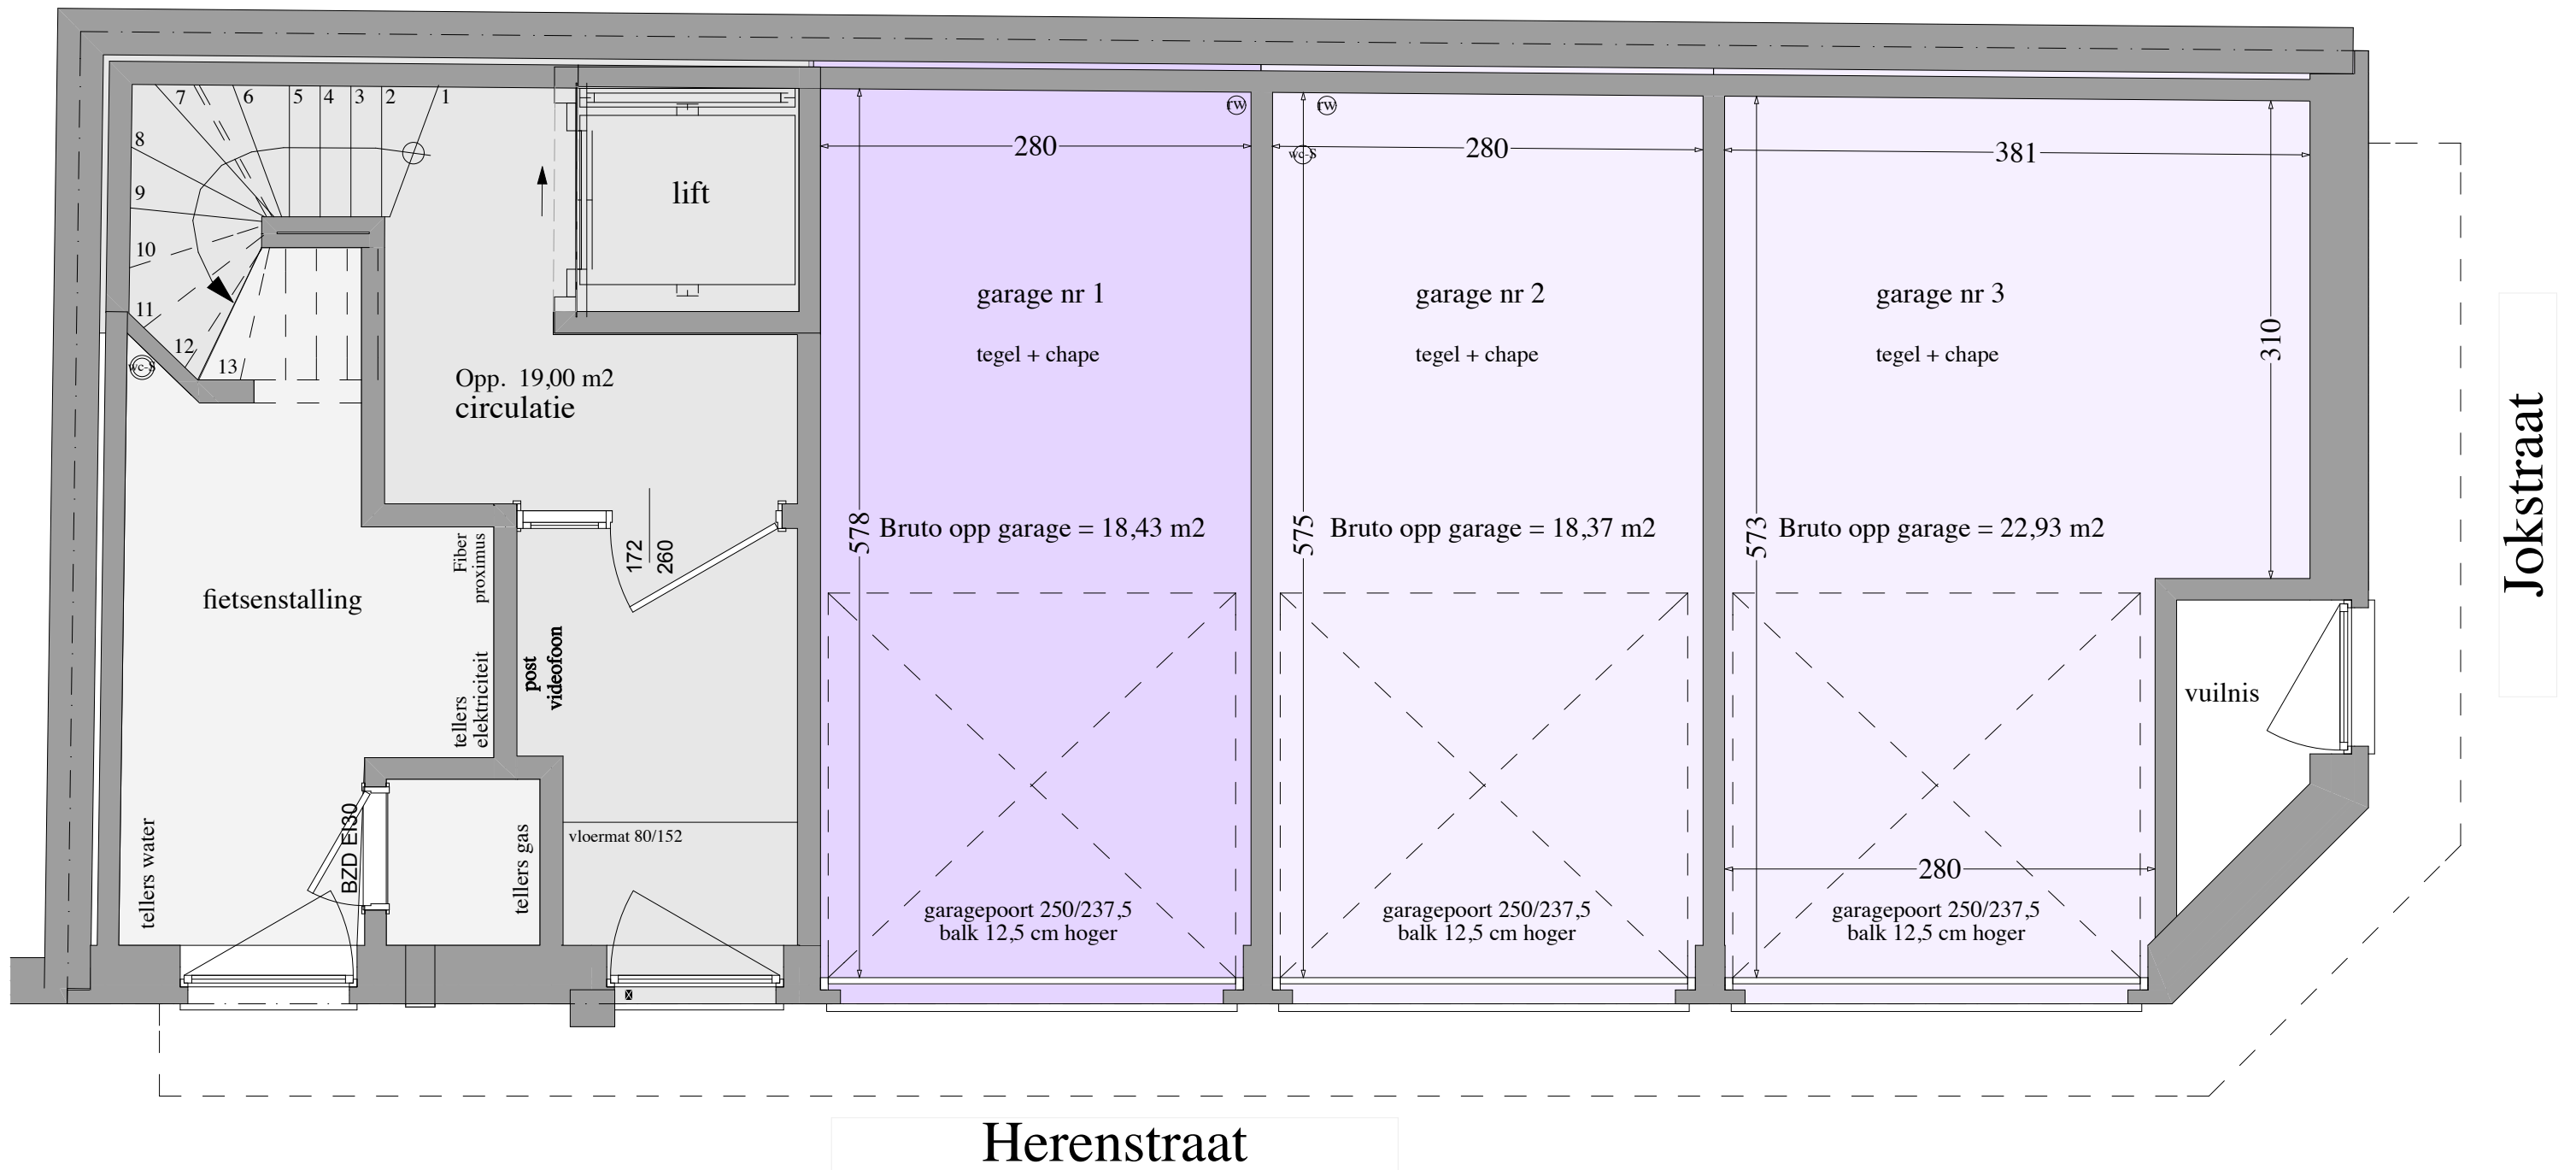 7
6
5
4
3
2
1
8
9
10
11
12
13
wc-S
lift
Opp. 19,00 m2
circulatie
172
260
fietsenstalling
Fiber
proximus
tellers
elektriciteit
post
videofoon
tellers water
BZD EI30
tellers gas
vloermat 80/152
rw
280
garage nr 1
tegel + chape
578
Bruto opp garage = 18,43 m2
garagepoort 250/237,5
balk 12,5 cm hoger
rw
wc-S
280
garage nr 2
tegel + chape
575
Bruto opp garage = 18,37 m2
garagepoort 250/237,5
balk 12,5 cm hoger
381
garage nr 3
tegel + chape
310
573
Bruto opp garage = 22,93 m2
280
garagepoort 250/237,5
balk 12,5 cm hoger
vuilnis
Jokstraat
Herenstraat